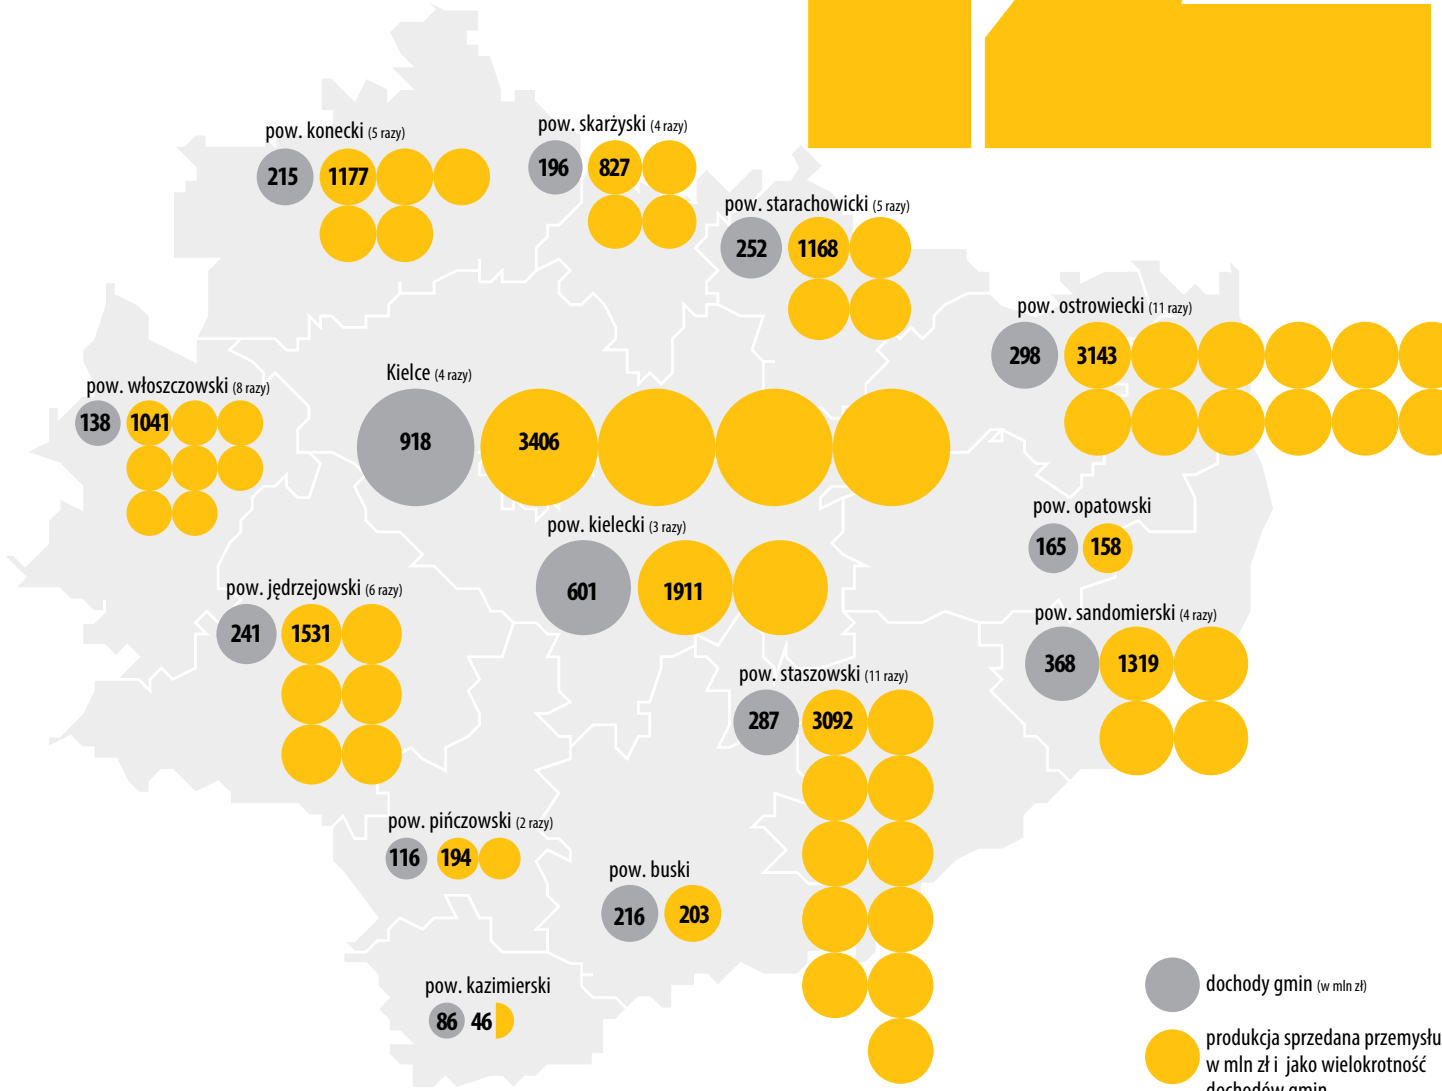 pow. konecki (5 razy)
215 1177
pow. skarżyski (4 razy)
196 827
pow. starachowicki (5 razy)
252 1168
pow. ostrowiecki (11 razy)
298 3143
pow. włoszczowski (8 razy)
138 1041
Kielce (4 razy)
918 3406
pow. opatowski
165 158
pow. kielecki (3 razy)
601 1911
pow. jędrzejowski (6 razy)
241 1531
pow. sandomierski (4 razy)
368 1319
pow. staszowski (11 razy)
287 3092
pow. pińczowski (2 razy)
116 194
pow. buski
216 203
pow. kazimierski
86 46
dochody gmin (w mln zł)
produkcja sprzedana przemysłu
w mln zł i jako wielokrotność
dochodów gmin